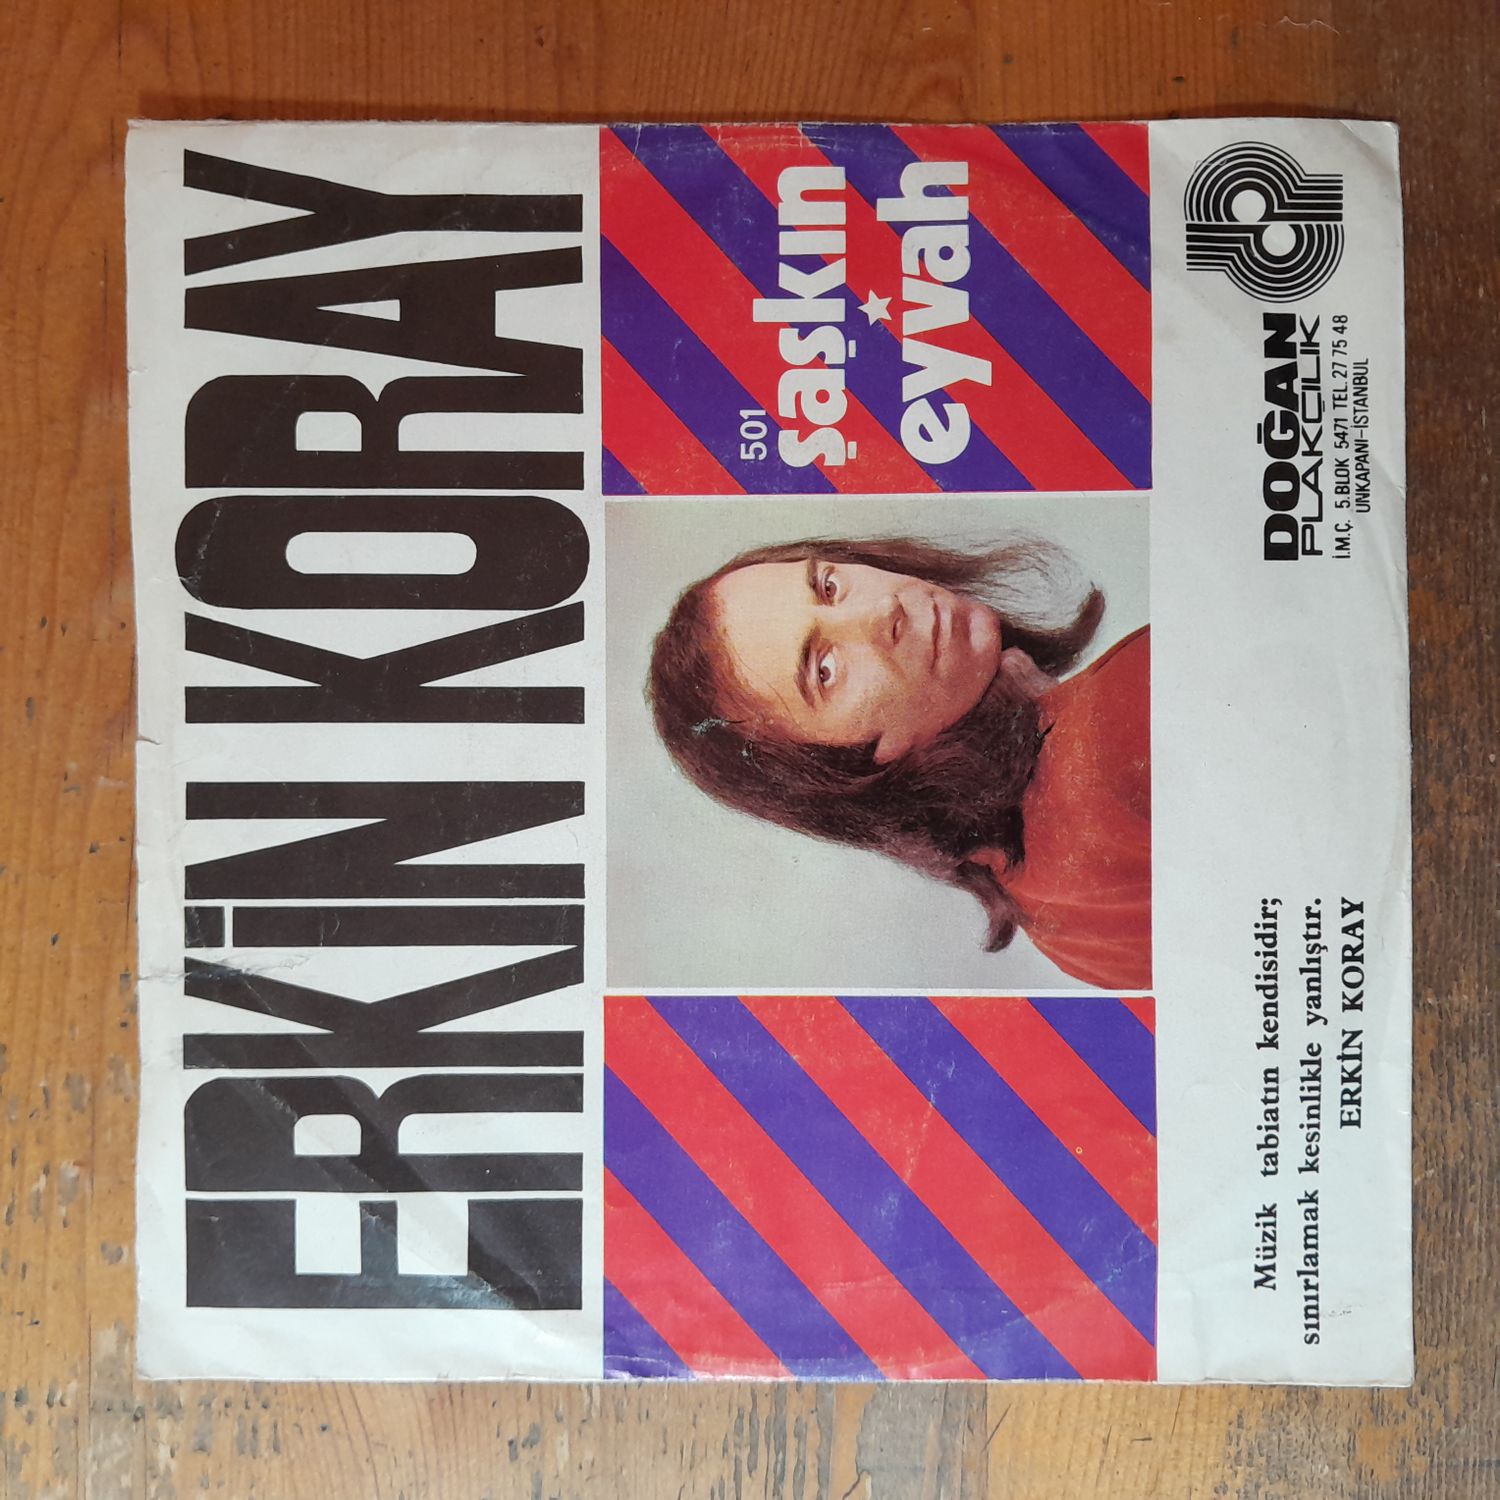 ERKİN KORAY
501
şaşkın
eyvah
Müzik tabiatın kendisidir;
sınırlamak kesinlikle yanlıştır.
ERKİN KORAY
DOĞAN
PLAKÇILIK
İ.M.Ç. 5.BLOK 5471 TEL.27 75 48
UNKAPANI-İSTANBUL